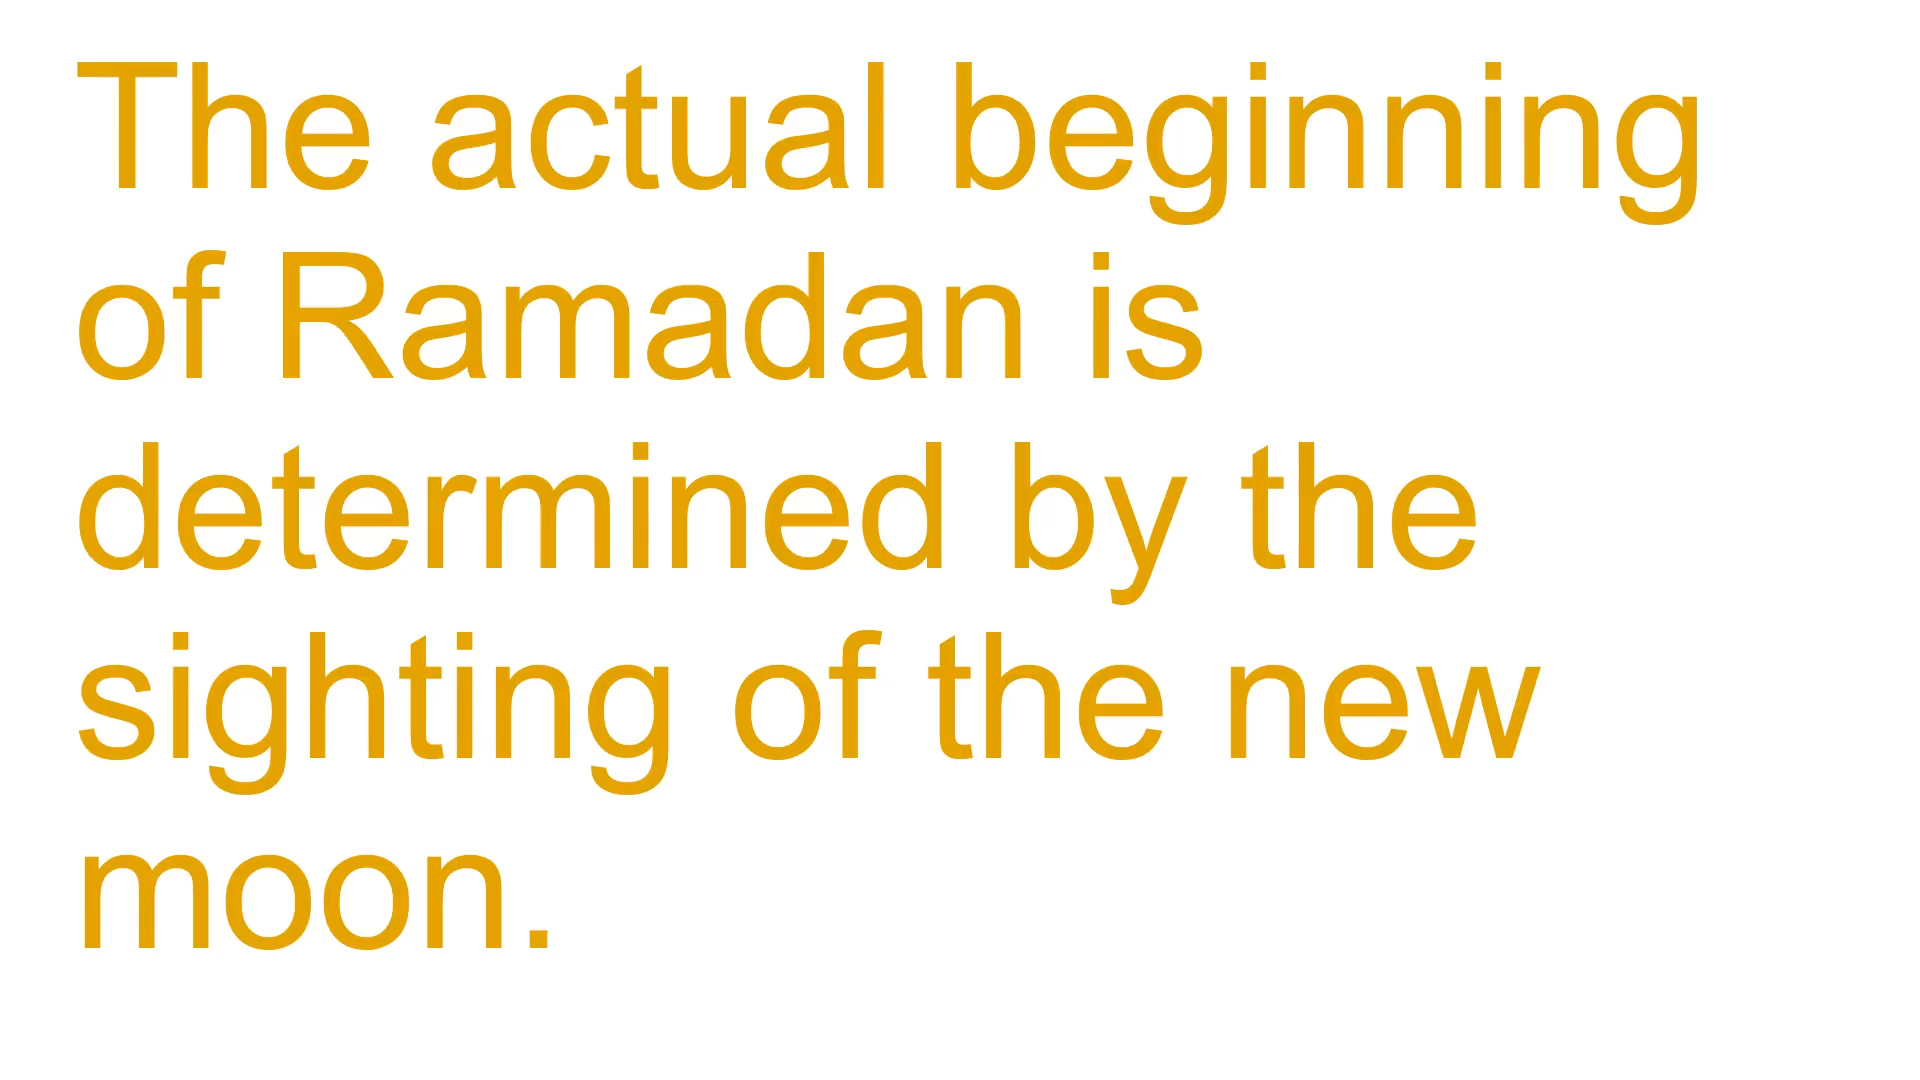 The actual beginning
of Ramadan is
determined by the
sighting of the new
moon.